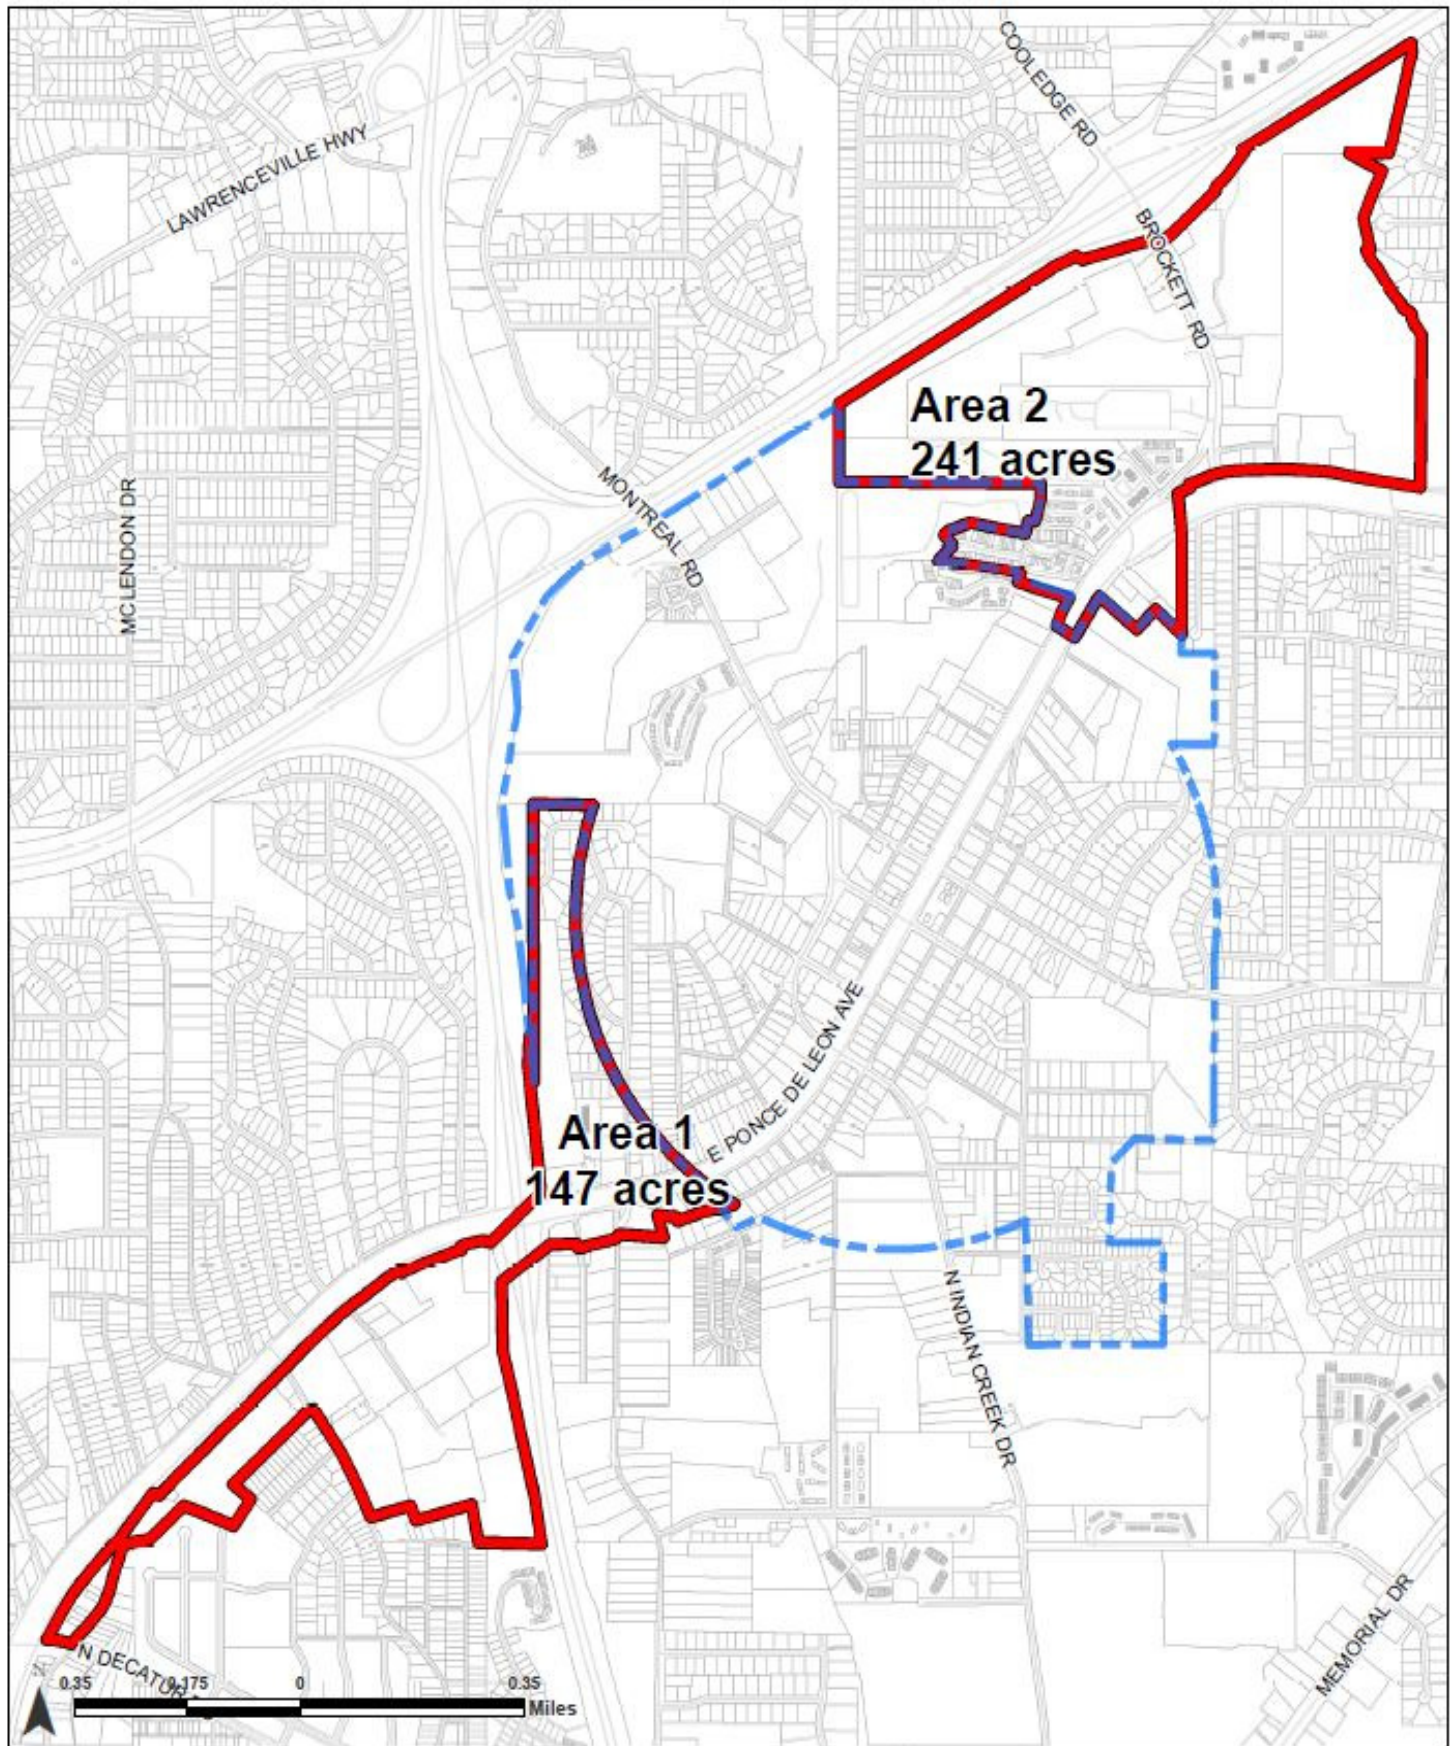 COOLEDGE RD
LAWRENCEVILLE HWY
BROCKETT RD
Area 2
241 acres
MONTREAL RD
MCLENDON DR
E PONCE DE LEON AVE
Area 1
147 acres
N INDIAN CREEK DR
MEMORIAL DR
N DECATUR
N
0.35 0.175 0 0.35
Miles